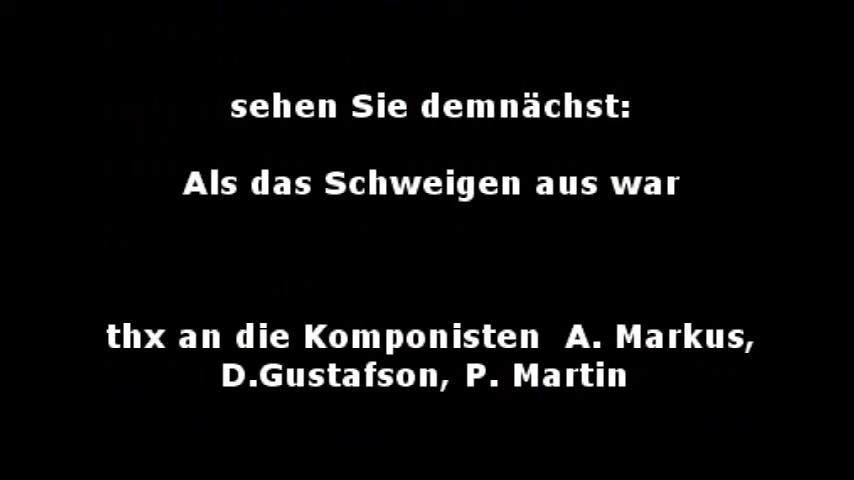 sehen Sie demnächst:
Als das Schweigen aus war
thx an die Komponisten  A. Markus,
D.Gustafson, P. Martin